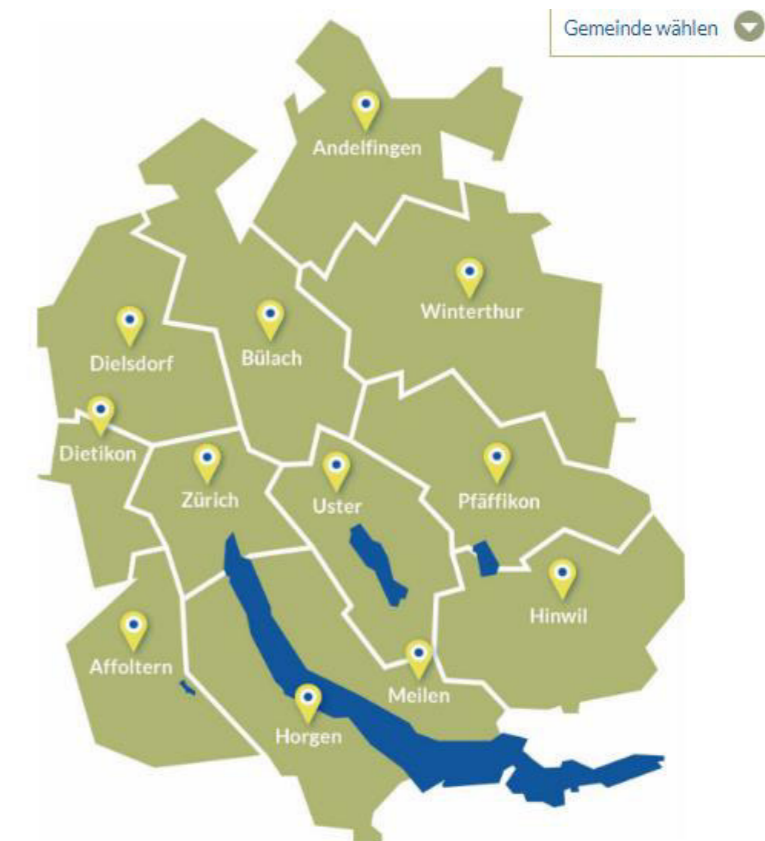 Gemeinde wählen
Andelfingen
Winterthur
Bülach
Dielsdorf
Dietikon
Zürich
Uster
Pfäffikon
Hinwil
Affoltern
Meilen
Horgen